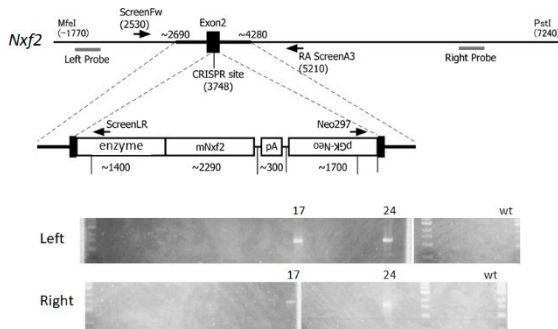 MfeI
(−1770)
ScreenFw
(2530)
~2690
Exon2
~4280
PstI
(7240)
Nxf2
Left Probe
CRISPR site
(3748)
RA ScreenA3
(5210)
Right Probe
ScreenLR
Neo297
enzyme
mNxf2
pA
pGK-Neo
~1400
~2290
~300
~1700
17
24
wt
Left
17
24
wt
Right